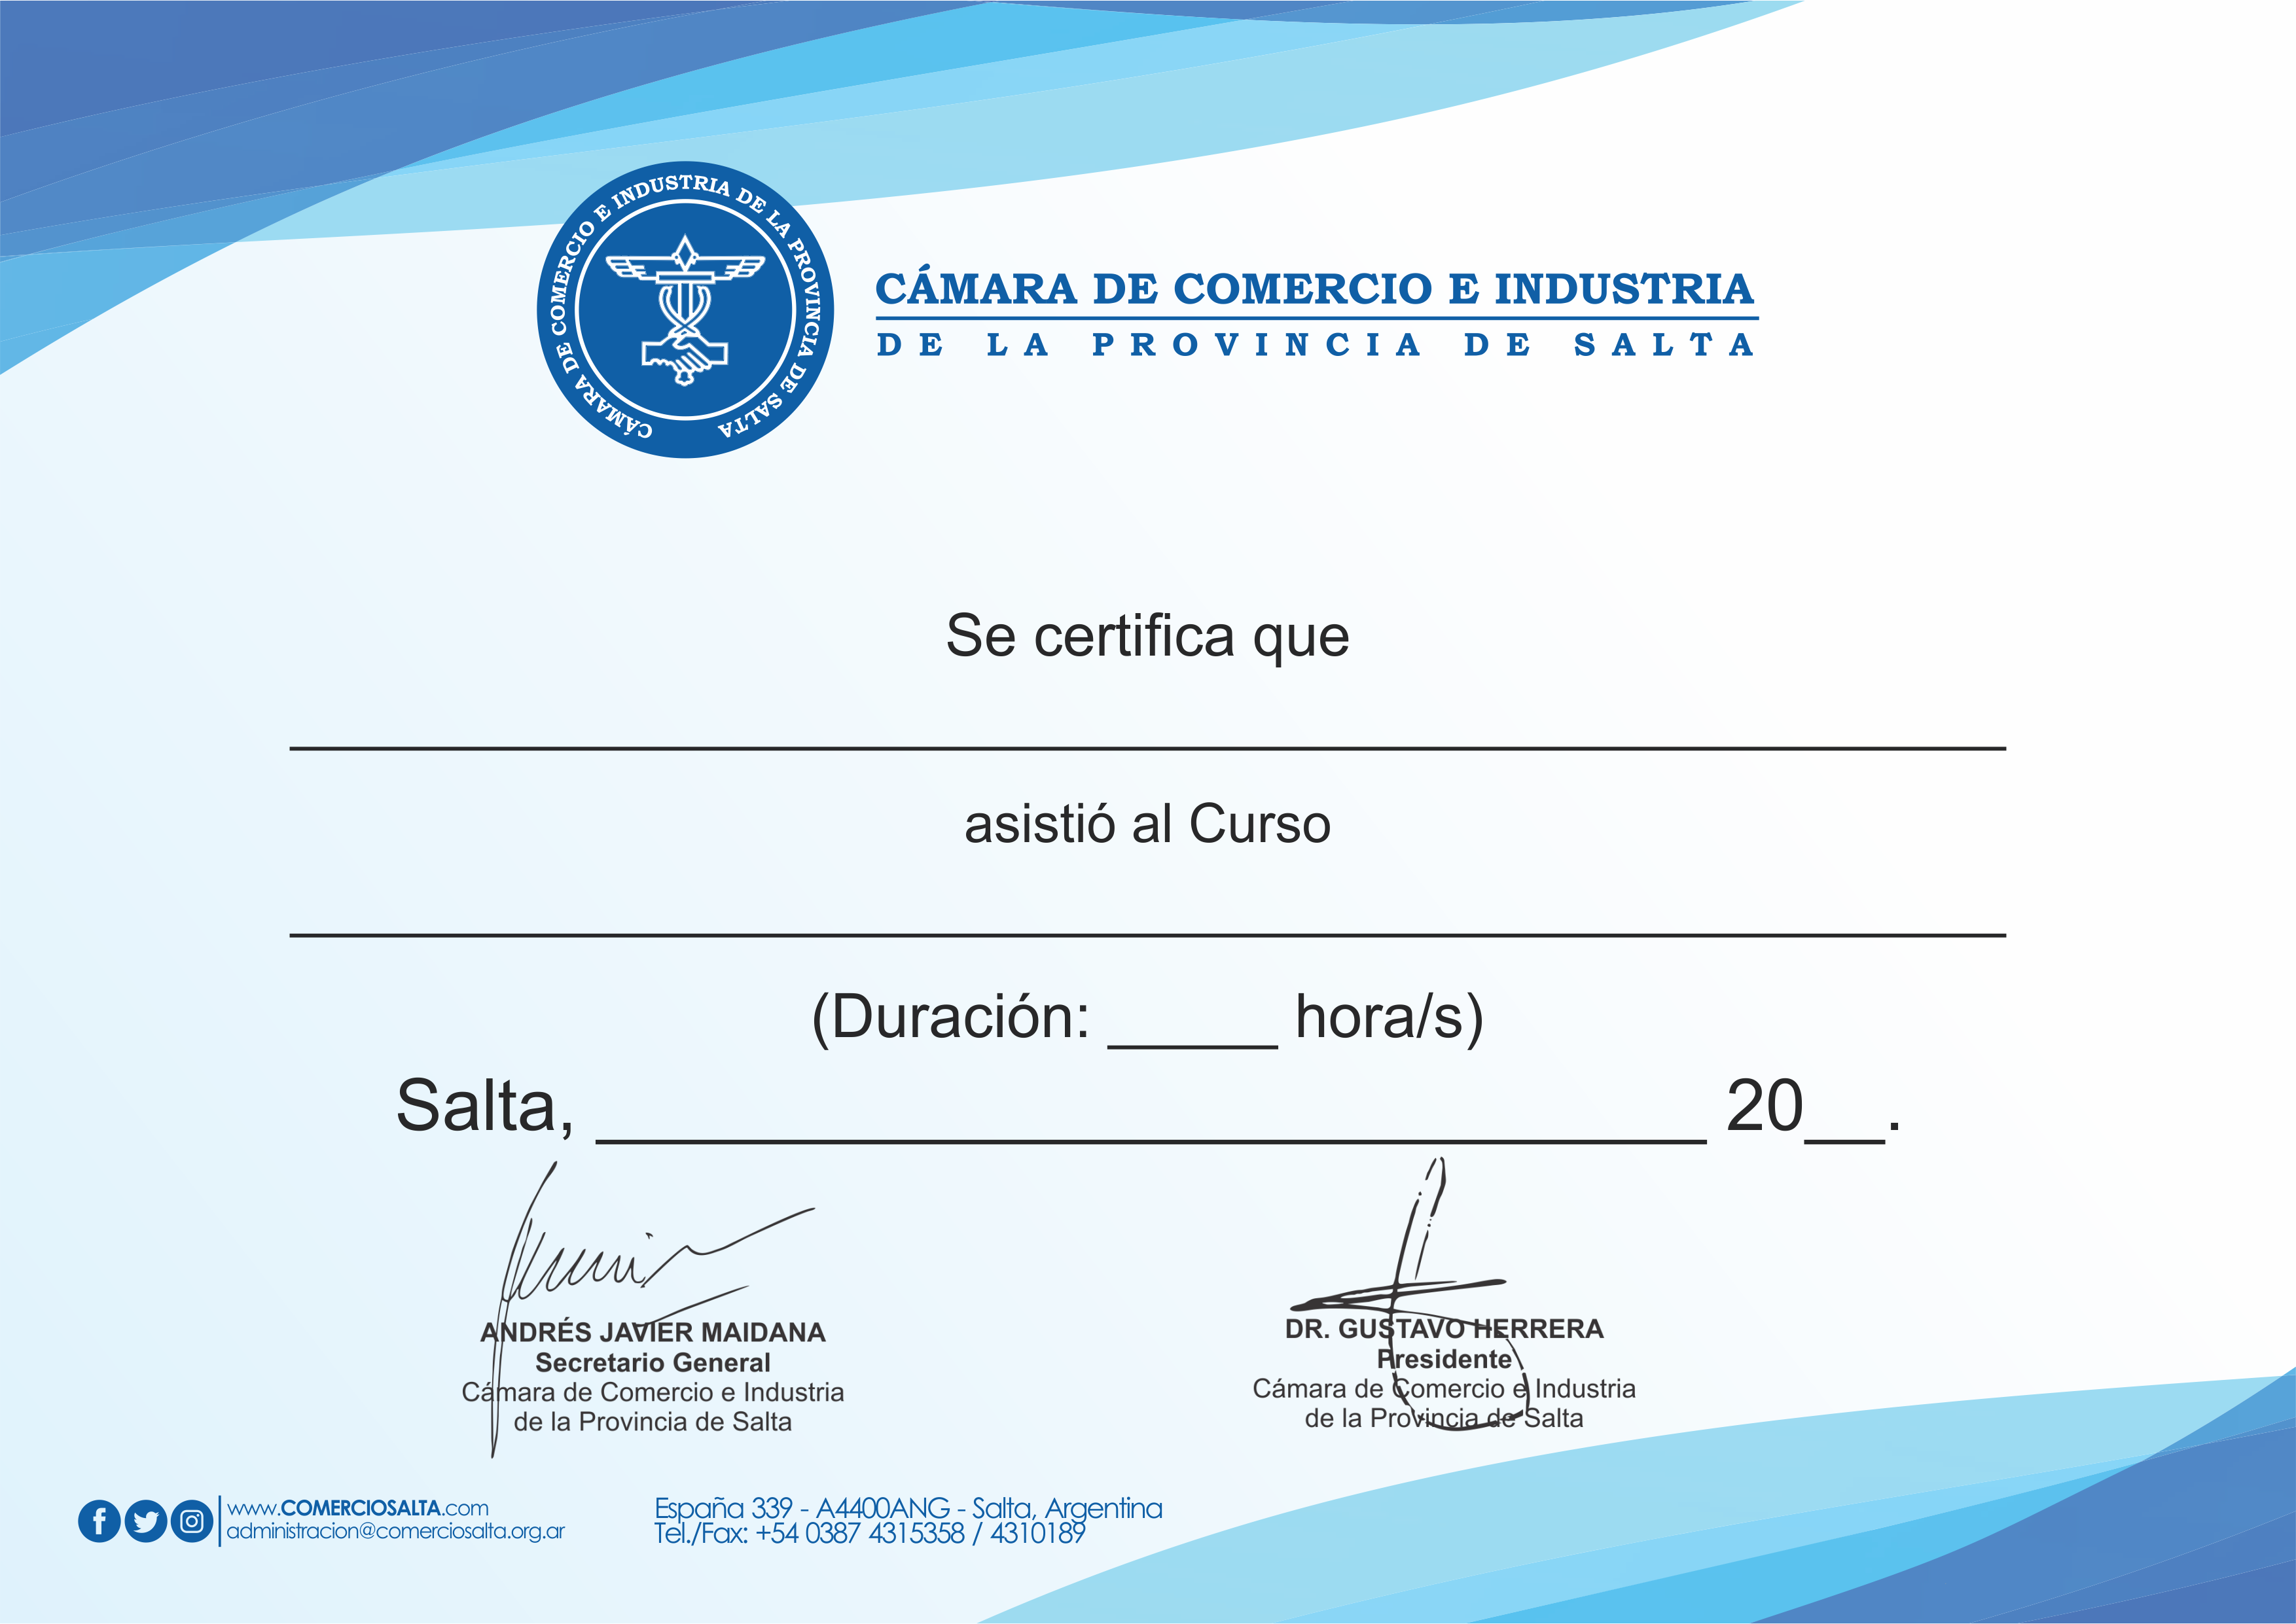 CÁMARA DE COMERCIO E INDUSTRIA DE LA PROVINCIA DE SALTA
CÁMARA DE COMERCIO E INDUSTRIA
DE LA PROVINCIA DE SALTA
Se certifica que
asistió al Curso
(Duración: _____ hora/s)
Salta, ______________________________ 20__.
ANDRÉS JAVIER MAIDANA
Secretario General
Cámara de Comercio e Industria
de la Provincia de Salta
DR. GUSTAVO HERRERA
Presidente
Cámara de Comercio e Industria
de la Provincia de Salta
www.COMERCIOSALTA.com
administracion@comerciosalta.org.ar
España 339 - A4400ANG - Salta, Argentina
Tel./Fax: +54 0387 4315358 / 4310189